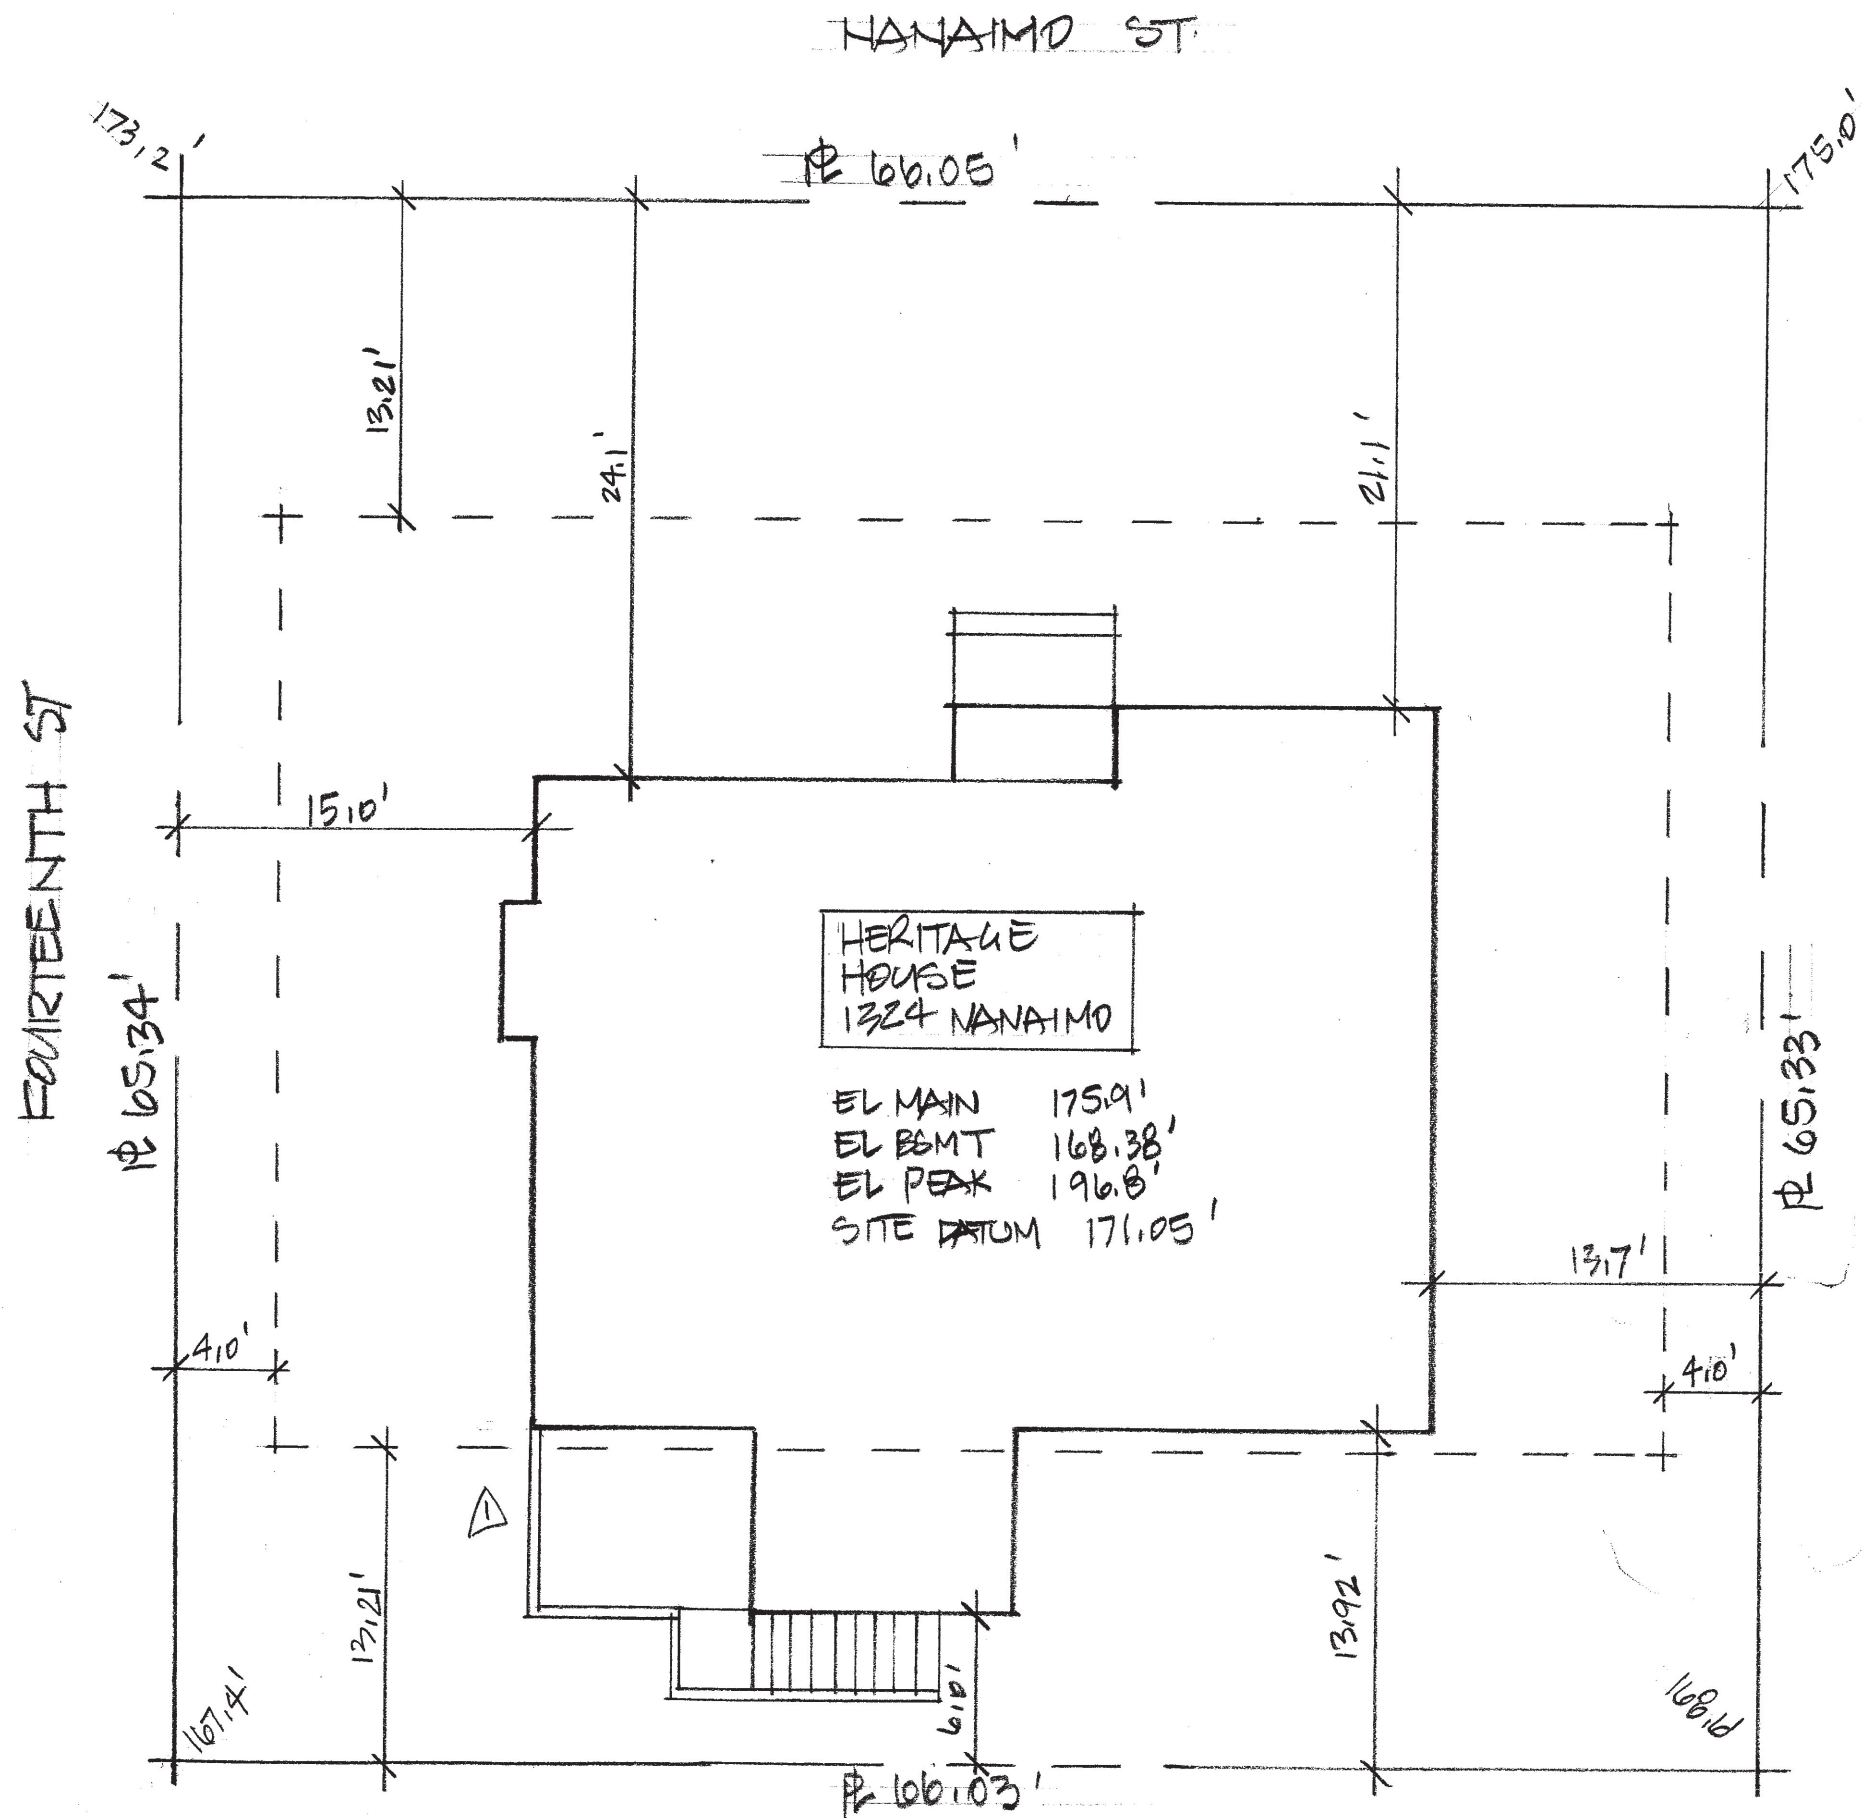 NANAIMO ST.
173.2'
PL 66.05'
175.0'
13.21'
24.1'
21.1'
FOURTEENTH ST
15.0'
PL 65.34'
HERITAGE
HOUSE
1324 NANAIMO
EL MAIN 175.9'
EL BSMT 168.38'
EL PEAK 196.8'
SITE DATUM 171.05'
PL 65.33'
13.7'
4.0'
4.0'
1
13.21'
13.92'
6.0'
167.4'
PL 66.03'